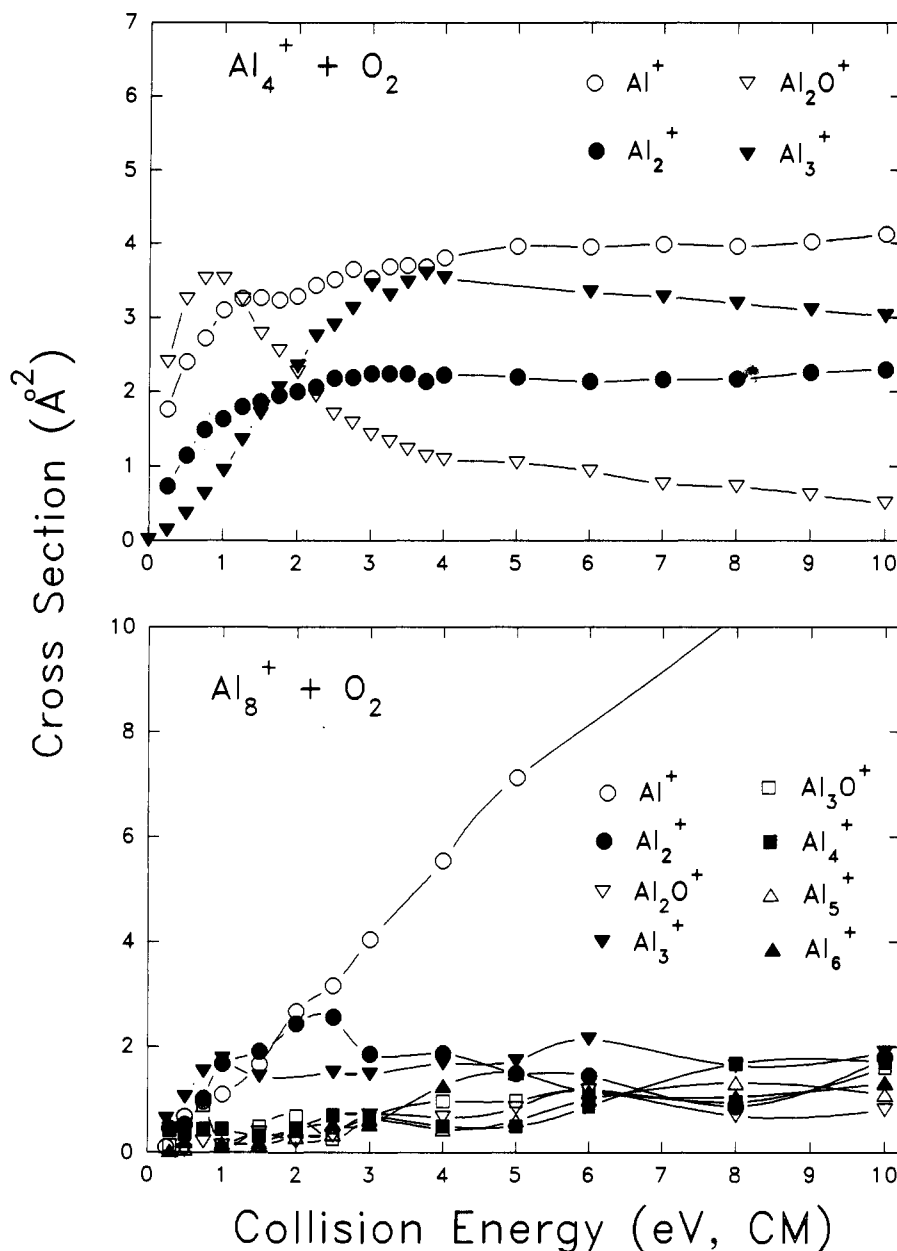 Al₄⁺ + O₂
Al⁺
Al₂O⁺
Al₂⁺
Al₃⁺
7
6
5
4
3
2
1
0
0 1 2 3 4 5 6 7 8 9 10
Cross Section (Å²)
Al₈⁺ + O₂
Al⁺
Al₃O⁺
Al₂⁺
Al₄⁺
Al₂O⁺
Al₅⁺
Al₃⁺
Al₆⁺
10
8
6
4
2
0
0 1 2 3 4 5 6 7 8 9 10
Collision Energy (eV, CM)